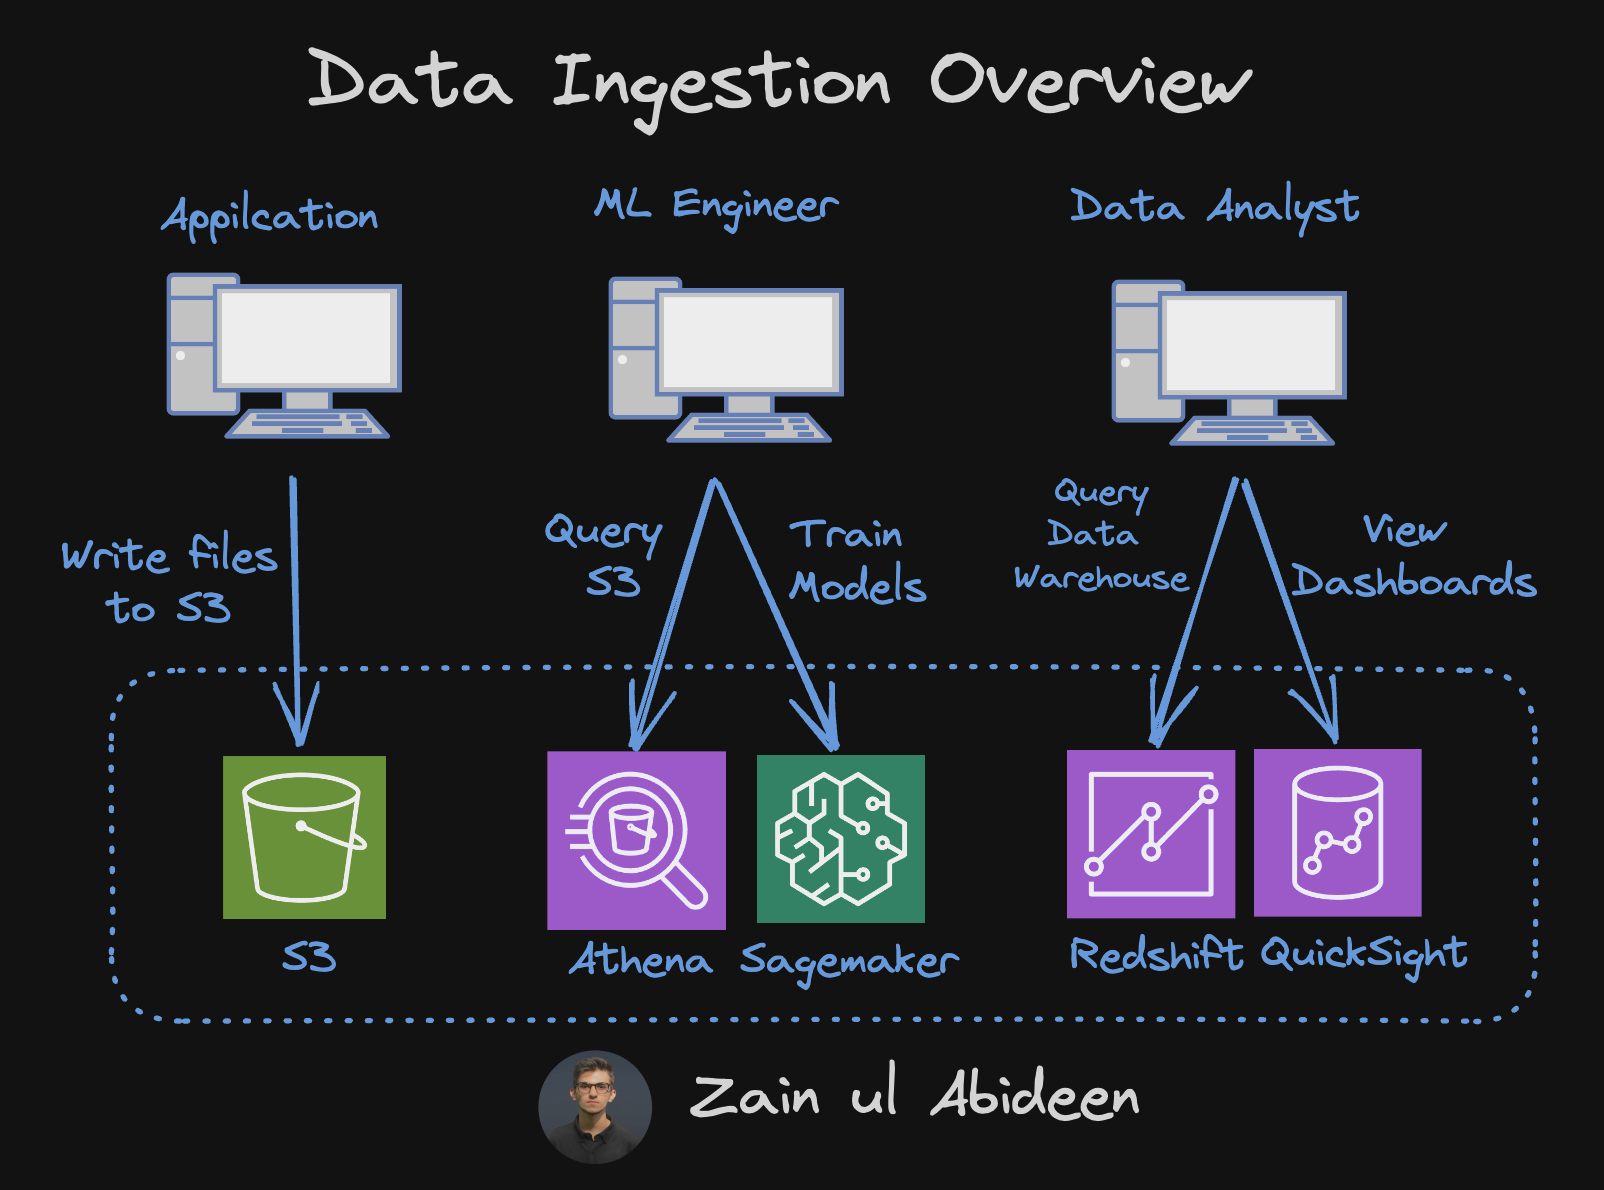 Data Ingestion Overview
Appilcation
ML Engineer
Data Analyst
Write files
to S3
Query
S3
Train
Models
Query
Data
Warehouse
View
Dashboards
S3
Athena
Sagemaker
Redshift
QuickSight
Zain ul Abideen